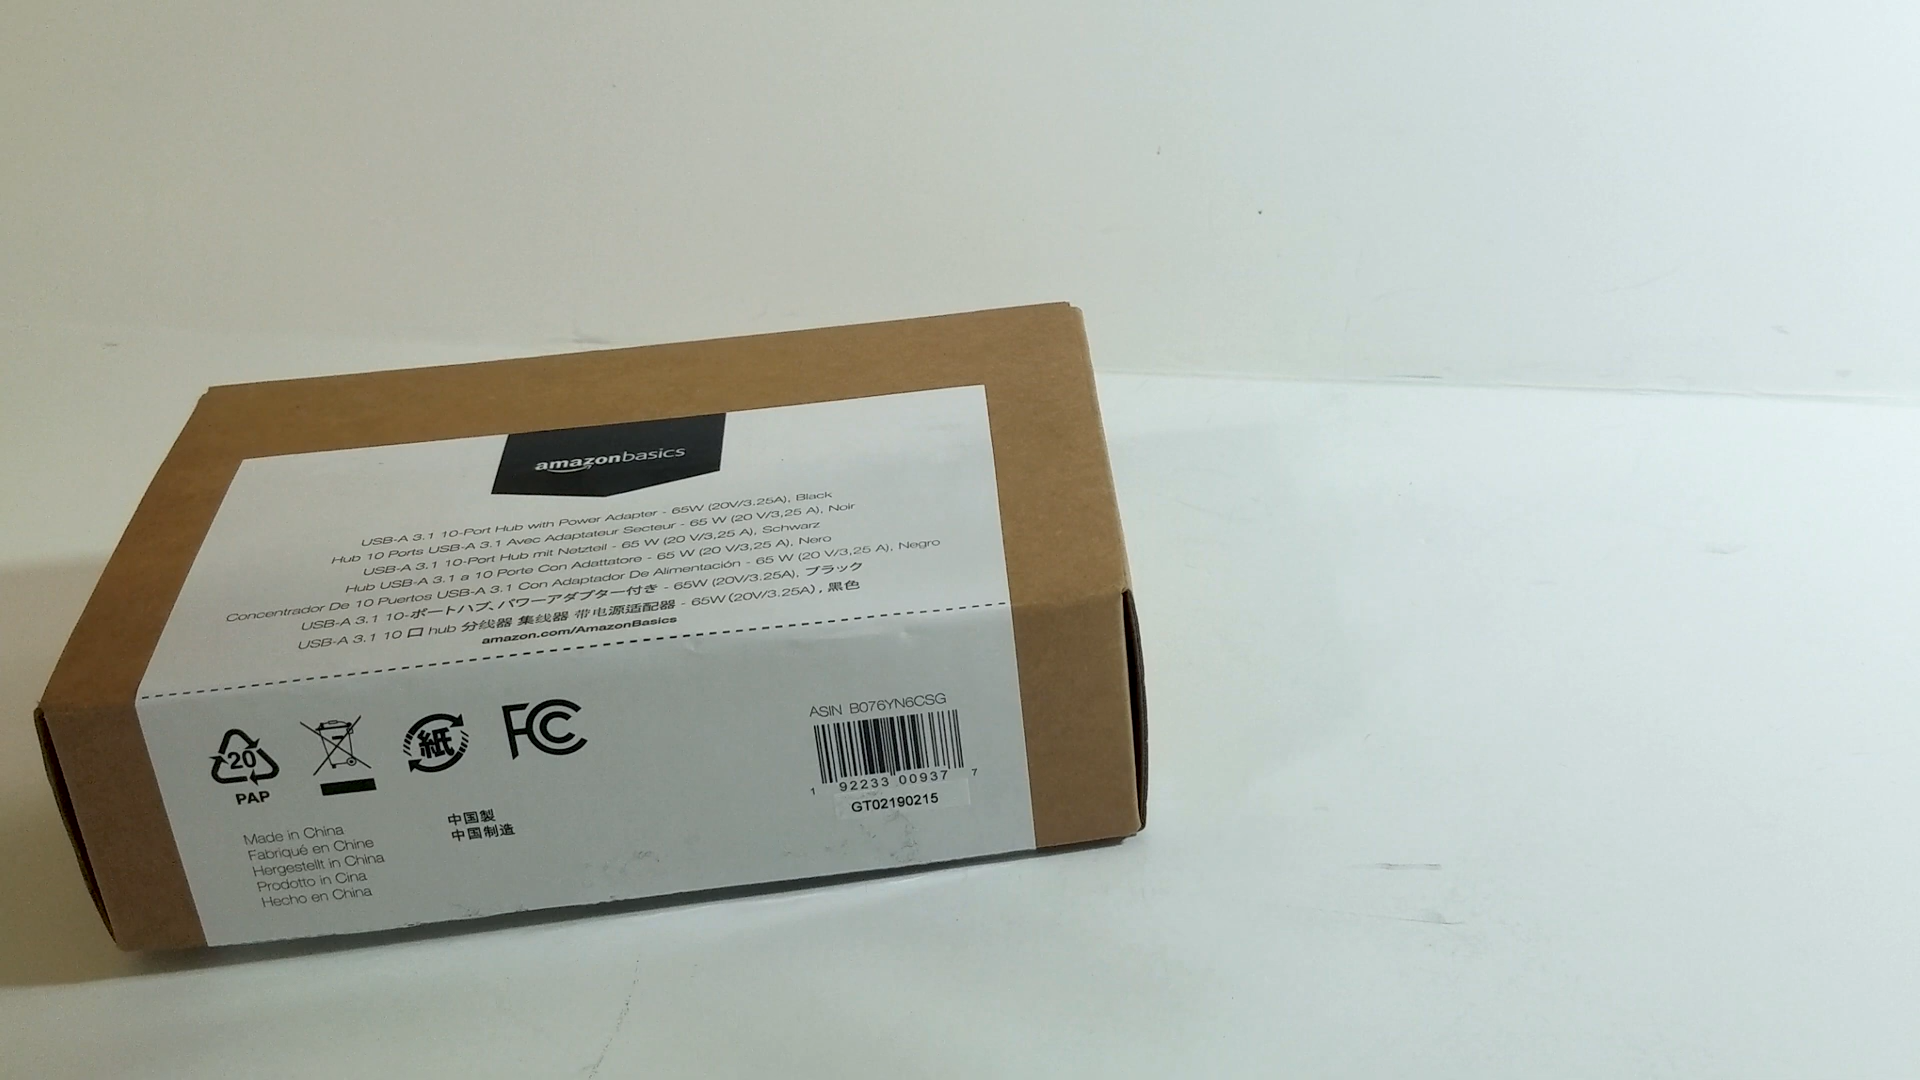 amazonbasics
USB-A 3.1 10-Port Hub with Power Adapter - 65W (20V/3.25A), Black
Hub 10 Ports USB-A 3.1 Avec Adaptateur Secteur - 65 W (20 V/3,25 A), Noir
USB-A 3.1 10-Port Hub mit Netzteil - 65 W (20 V/3,25 A), Schwarz
Hub USB-A 3.1 a 10 Porte Con Adattatore - 65 W (20 V/3,25 A), Nero
Concentrador De 10 Puertos USB-A 3.1 Con Adaptador De Alimentación - 65 W (20 V/3,25 A), Negro
USB-A 3.1 10-ポートハブ、パワーアダプター付き - 65W (20V/3.25A), ブラック
USB-A 3.1 10 口 hub 分线器 集线器 带电源适配器 - 65W (20V/3.25A) , 黑色
amazon.com/AmazonBasics
20
PAP
紙
FC
Made in China
Fabriqué en Chine
Hergestellt in China
Prodotto in Cina
Hecho en China
中国製
中国制造
ASIN B076YN6CSG
1 92233 00937 7
GT02190215